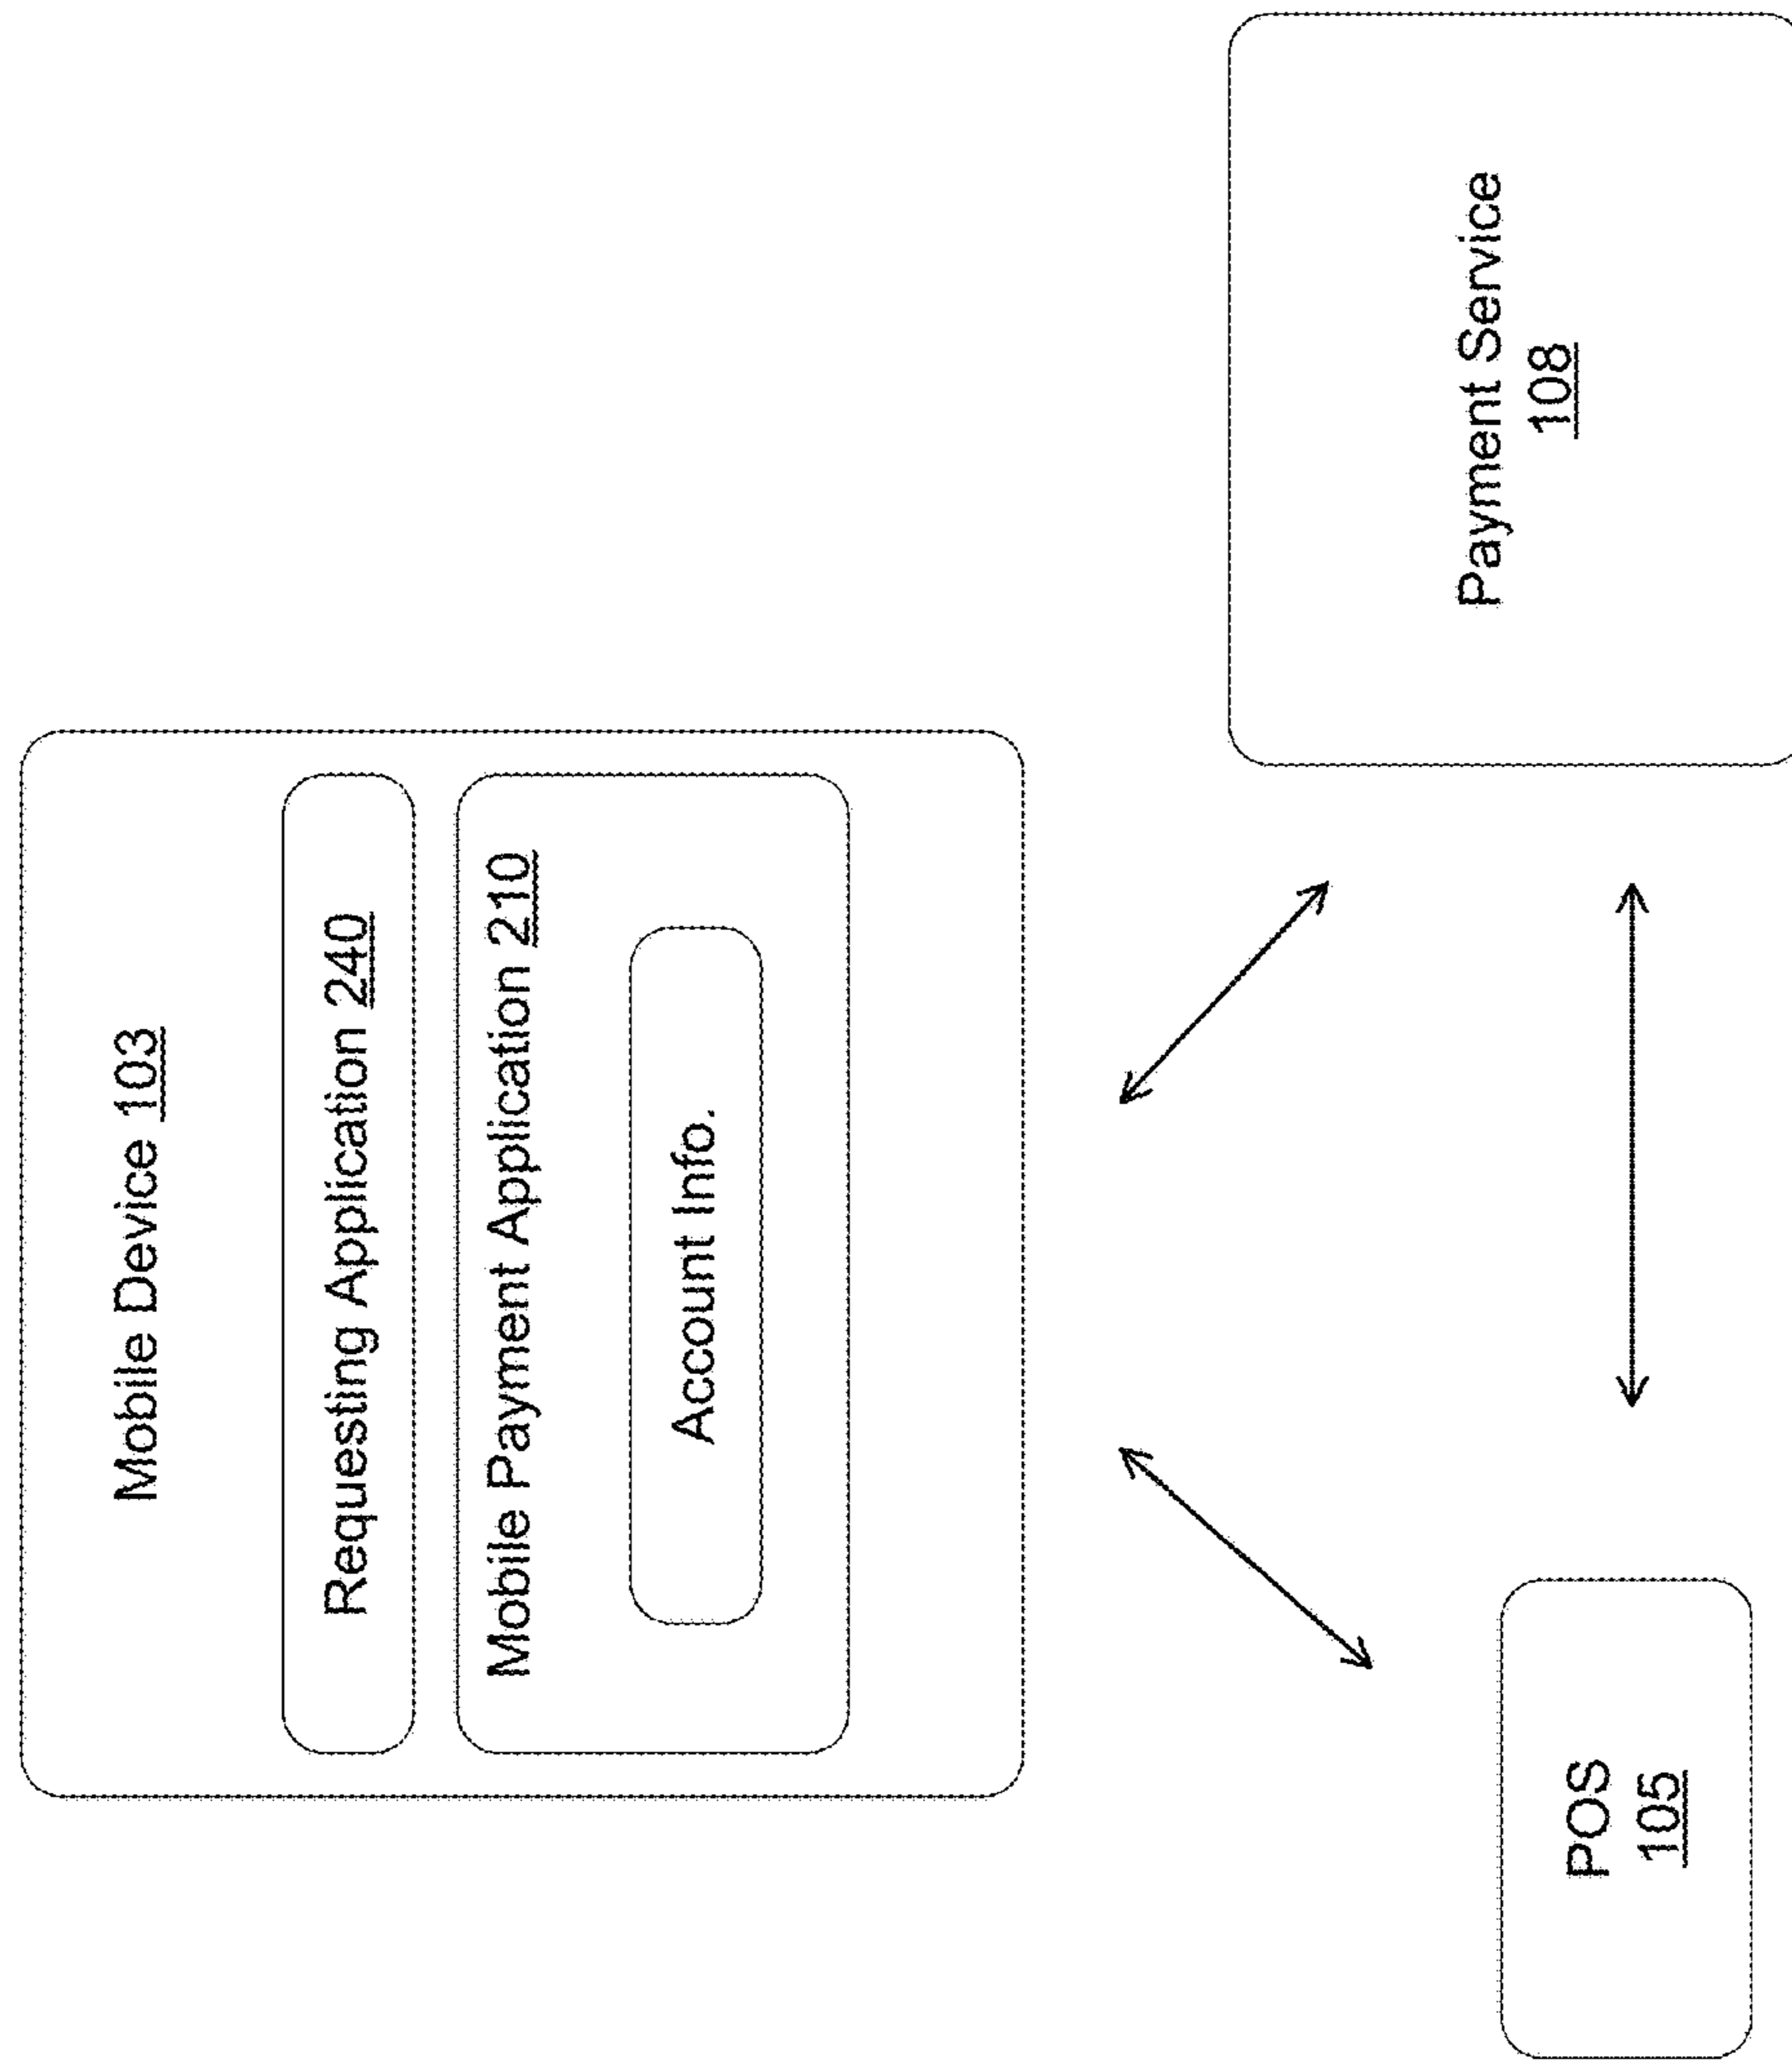 Mobile Device 103
Requesting Application 240
Mobile Payment Application 210
Account Info.
POS
105
Payment Service
108